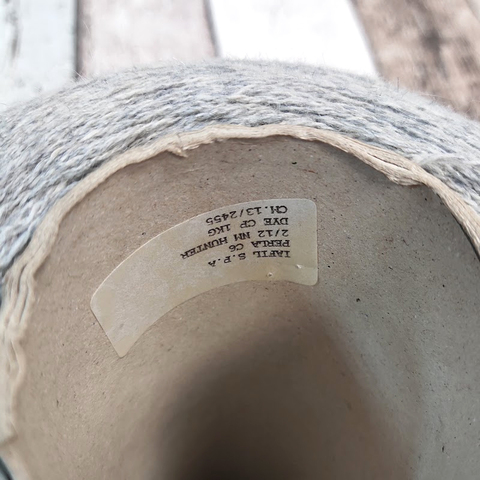 IAFIL S.P.A
PERLA C6
2/12 NM HUNTER
DYE CP 1KG
CH.13/2455